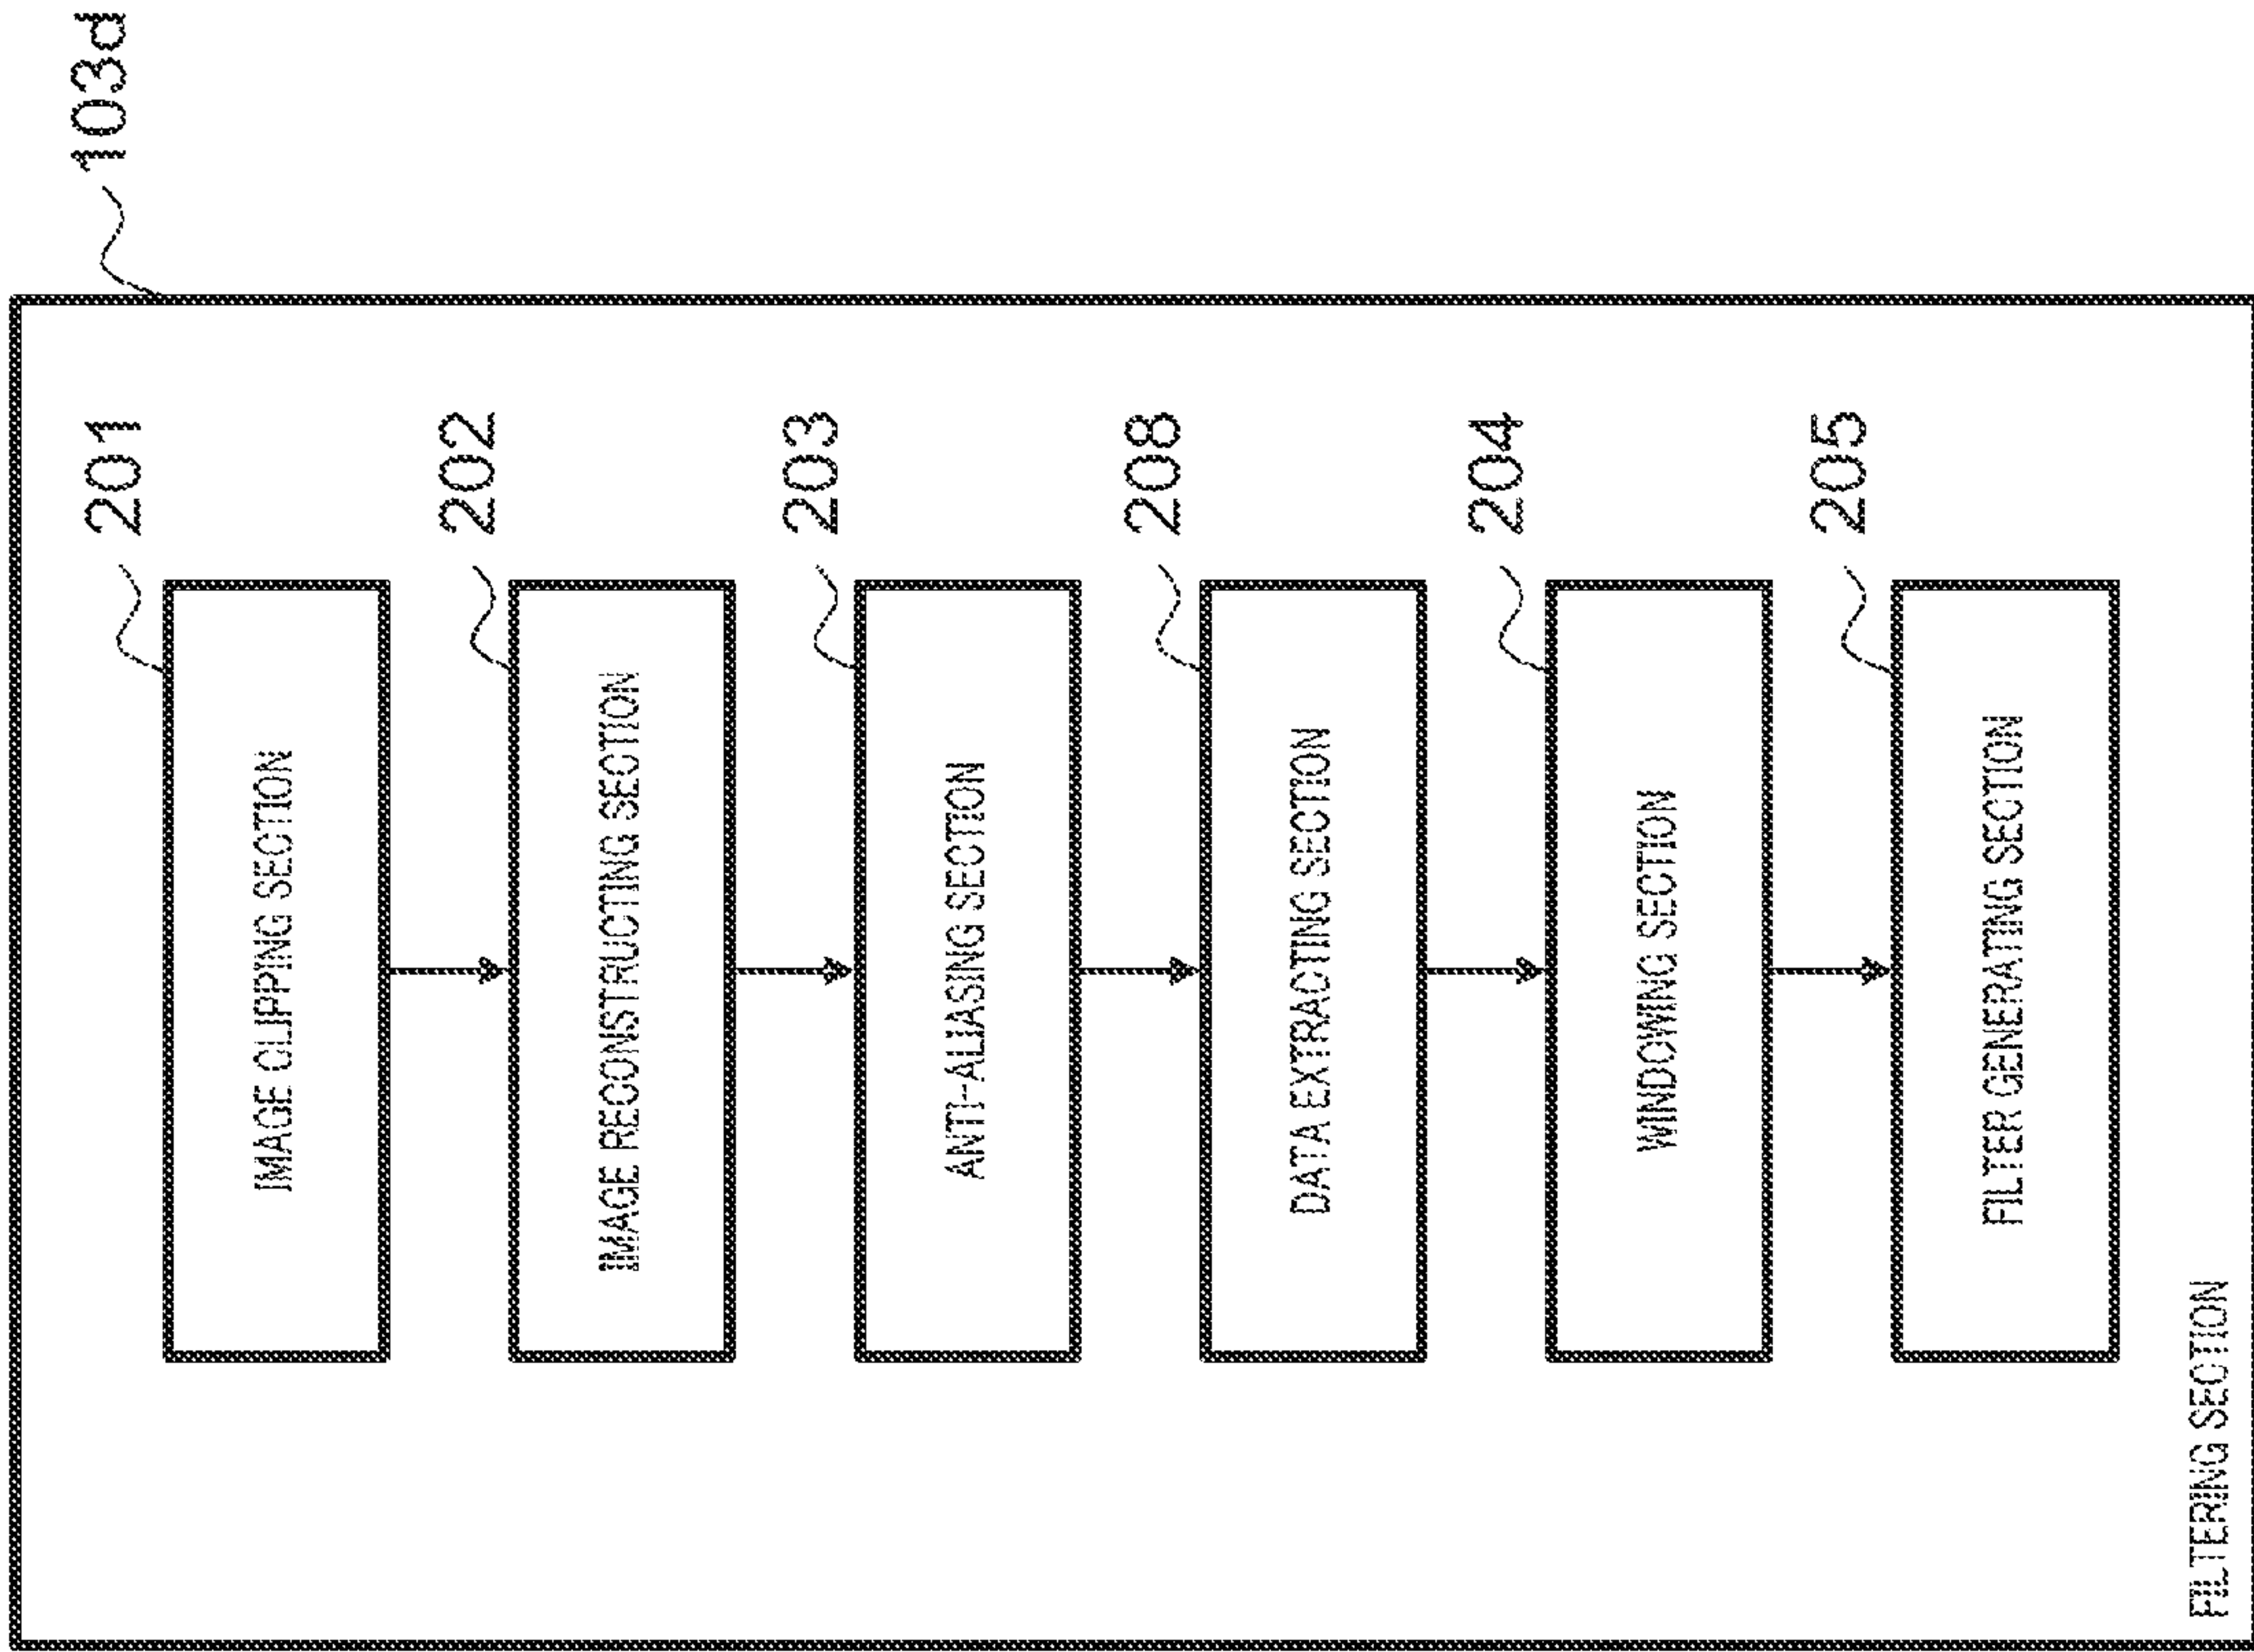 103d
201
IMAGE CLIPPING SECTION
202
IMAGE RECONSTRUCTING SECTION
203
ANTI-ALIASING SECTION
208
DATA EXTRACTING SECTION
204
WINDOWING SECTION
205
FILTER GENERATING SECTION
FILTERING SECTION